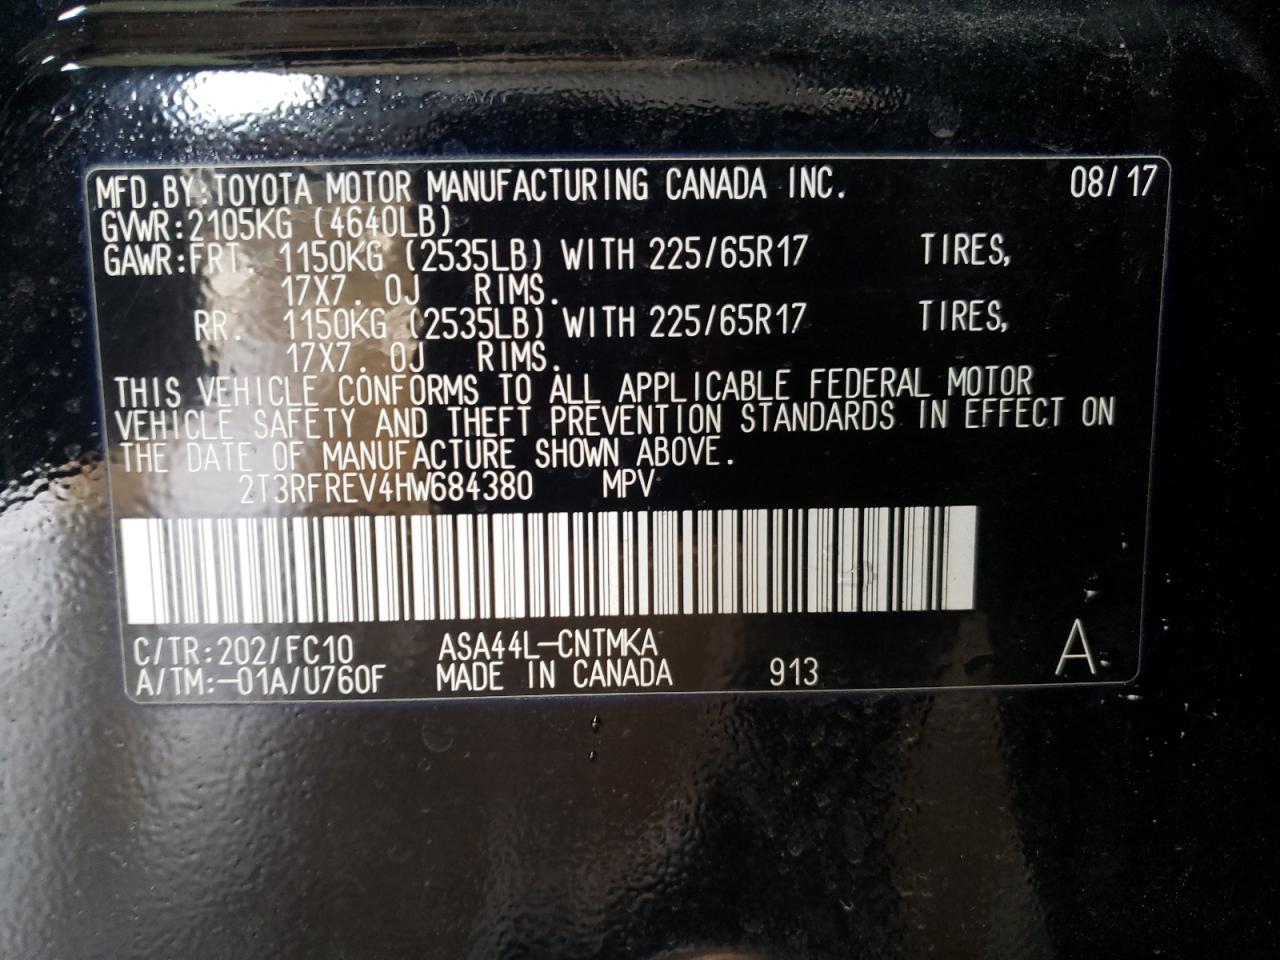 MFD.BY:TOYOTA MOTOR MANUFACTURING CANADA INC. 08/17
GVWR:2105KG (4640LB)
GAWR:FRT. 1150KG (2535LB) WITH 225/65R17 TIRES,
17X7.0J RIMS.
RR. 1150KG (2535LB) WITH 225/65R17 TIRES,
17X7.0J RIMS.
THIS VEHICLE CONFORMS TO ALL APPLICABLE FEDERAL MOTOR
VEHICLE SAFETY AND THEFT PREVENTION STANDARDS IN EFFECT ON
THE DATE OF MANUFACTURE SHOWN ABOVE.
2T3RFREV4HW684380 MPV
C/TR:202/FC10 ASA44L-CNTMKA
A/TM:-01A/U760F MADE IN CANADA 913 A